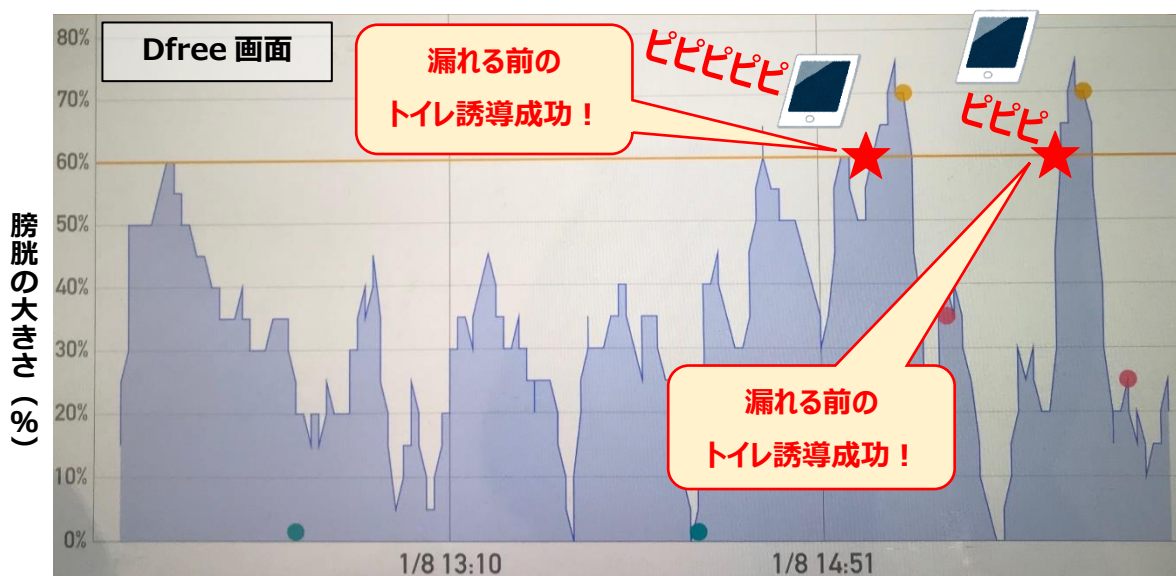 Dfree 画面
漏れる前の
トイレ誘導成功！
ピピピピピ
ピピピ
漏れる前の
トイレ誘導成功！
膀胱の大きさ（％）
80%
70%
60%
50%
40%
30%
20%
10%
0%
1/8 13:10
1/8 14:51